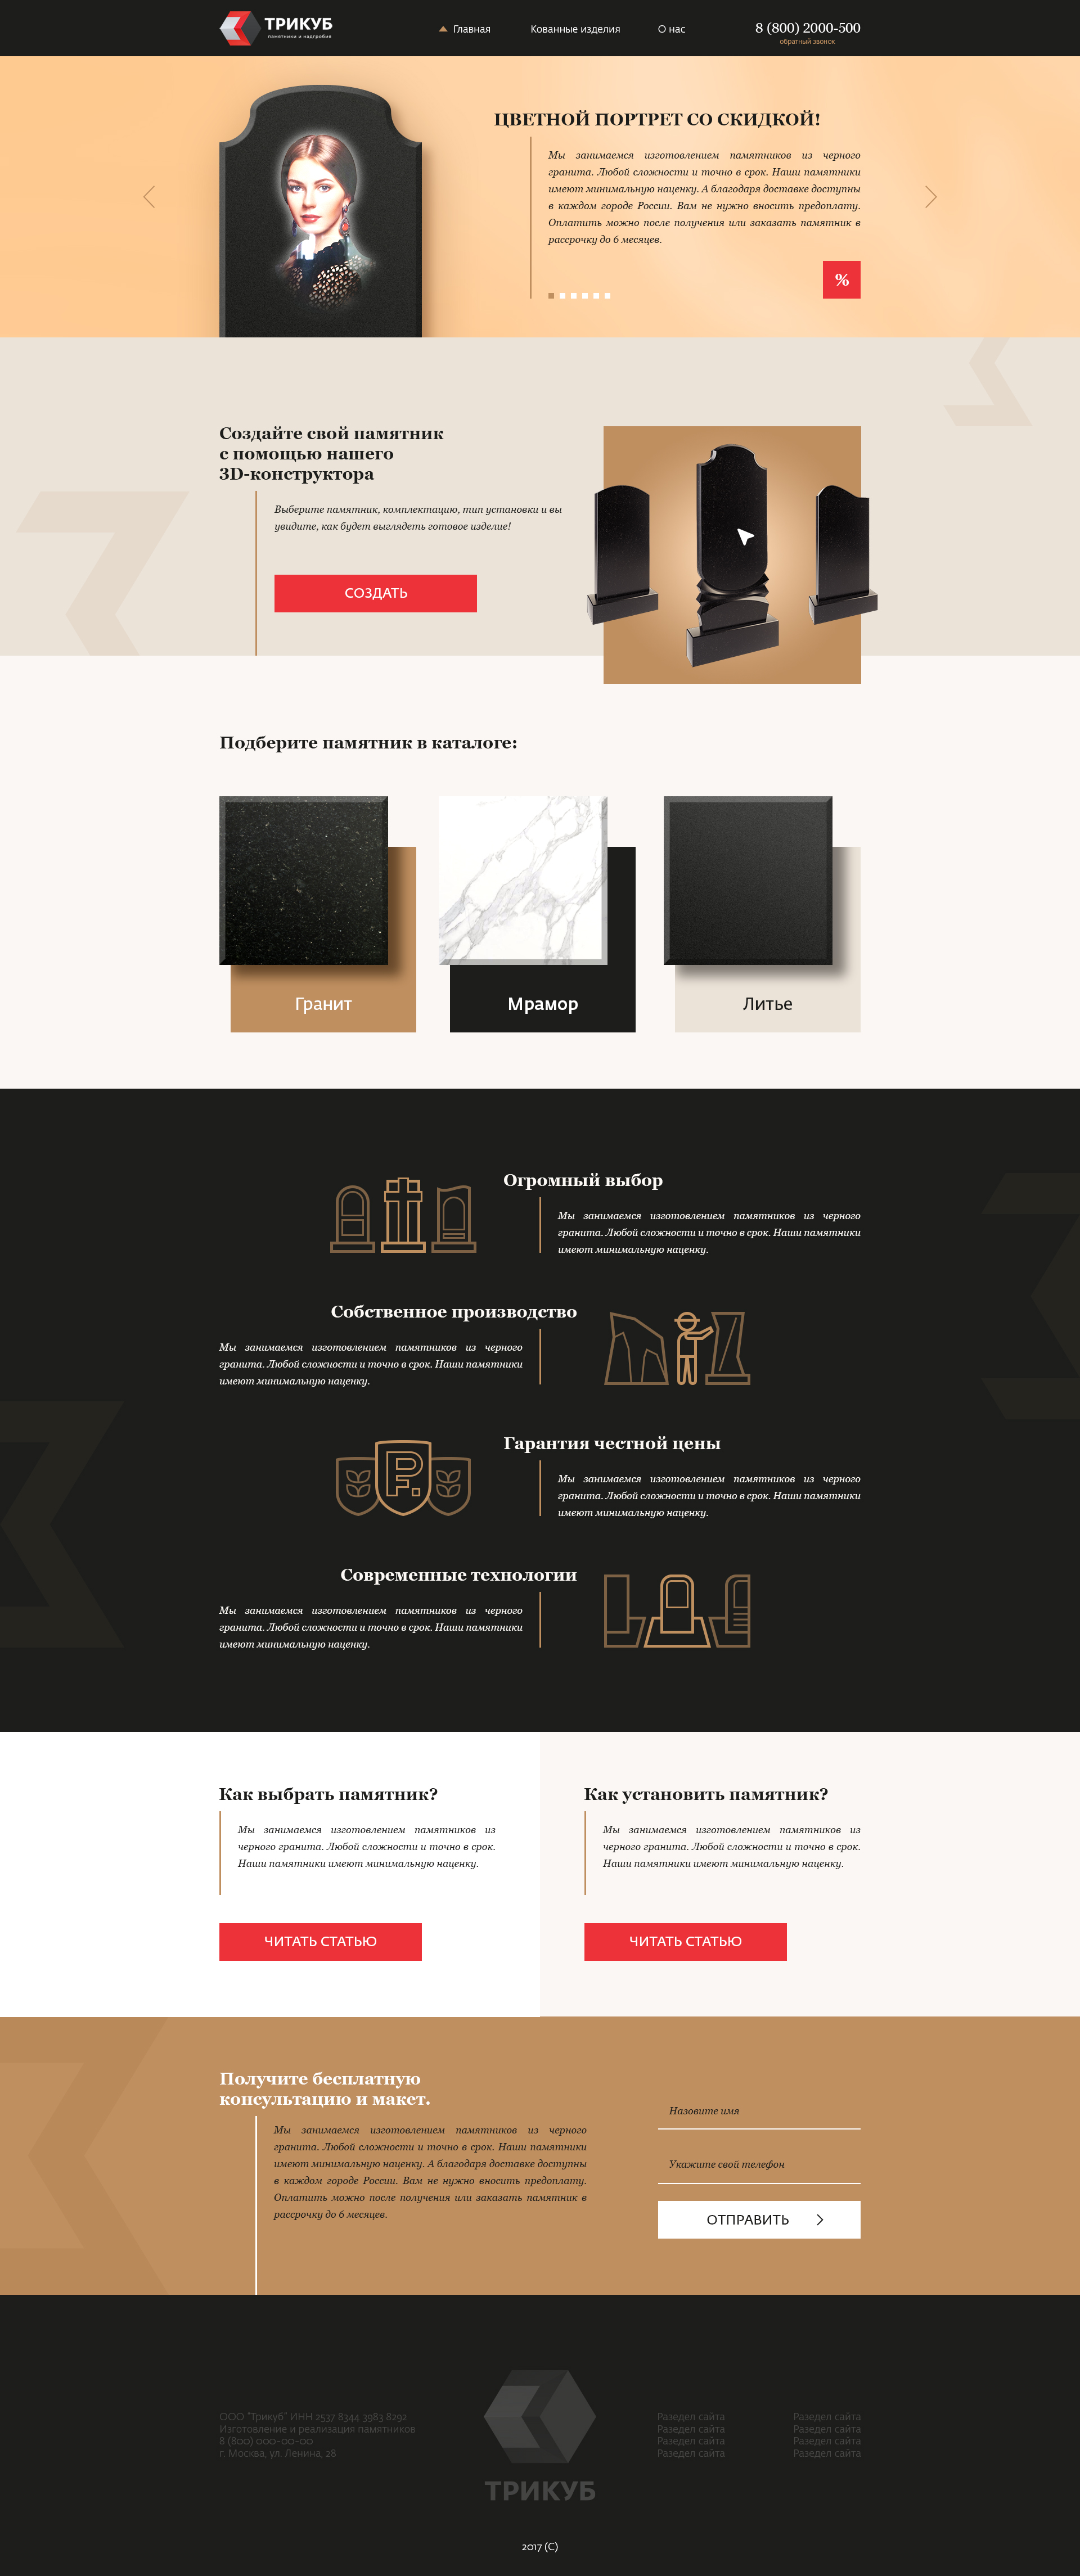 ТРИКУБ
памятники и надгробия
Главная
Кованные изделия
О нас
8 (800) 2000-500
обратный звонок
ЦВЕТНОЙ ПОРТРЕТ СО СКИДКОЙ!
Мы занимаемся изготовлением памятников из черного
гранита. Любой сложности и точно в срок. Наши памятники
имеют минимальную наценку. А благодаря доставке доступны
в каждом городе России. Вам не нужно вносить предоплату.
Оплатить можно после получения или заказать памятник в
рассрочку до 6 месяцев.
%
Создайте свой памятник
с помощью нашего
3D-конструктора
Выберите памятник, комплектацию, тип установки и вы
увидите, как будет выглядеть готовое изделие!
СОЗДАТЬ
Подберите памятник в каталоге:
Гранит
Мрамор
Литье
Огромный выбор
Мы занимаемся изготовлением памятников из черного
гранита. Любой сложности и точно в срок. Наши памятники
имеют минимальную наценку.
Собственное производство
Мы занимаемся изготовлением памятников из черного
гранита. Любой сложности и точно в срок. Наши памятники
имеют минимальную наценку.
Гарантия честной цены
Мы занимаемся изготовлением памятников из черного
гранита. Любой сложности и точно в срок. Наши памятники
имеют минимальную наценку.
Современные технологии
Мы занимаемся изготовлением памятников из черного
гранита. Любой сложности и точно в срок. Наши памятники
имеют минимальную наценку.
Как выбрать памятник?
Мы занимаемся изготовлением памятников из
черного гранита. Любой сложности и точно в срок.
Наши памятники имеют минимальную наценку.
ЧИТАТЬ СТАТЬЮ
Как установить памятник?
Мы занимаемся изготовлением памятников из
черного гранита. Любой сложности и точно в срок.
Наши памятники имеют минимальную наценку.
ЧИТАТЬ СТАТЬЮ
Получите бесплатную
консультацию и макет.
Мы занимаемся изготовлением памятников из черного
гранита. Любой сложности и точно в срок. Наши памятники
имеют минимальную наценку. А благодаря доставке доступны
в каждом городе России. Вам не нужно вносить предоплату.
Оплатить можно после получения или заказать памятник в
рассрочку до 6 месяцев.
Назовите имя
Укажите свой телефон
ОТПРАВИТЬ
ООО "Трикуб" ИНН 2537 8344 3983 8292
Изготовление и реализация памятников
8 (800) 000-00-00
г. Москва, ул. Ленина, 28
ТРИКУБ
Разедел сайта
Разедел сайта
Разедел сайта
Разедел сайта
Разедел сайта
Разедел сайта
Разедел сайта
Разедел сайта
2017 (C)